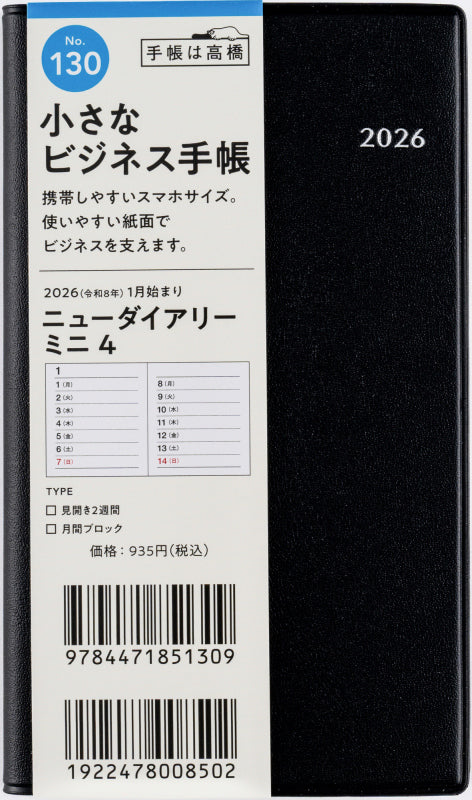 No.
130
手帳は高橋
小さな
ビジネス手帳
携帯しやすいスマホサイズ。
使いやすい紙面で
ビジネスを支えます。
2026(令和8年) 1月始まり
ニューダイアリー
ミニ 4
1
1(月)
2(火)
3(水)
4(木)
5(金)
6(土)
7(日)
8(月)
9(火)
10(水)
11(木)
12(金)
13(土)
14(日)
TYPE
□ 見開き2週間
□ 月間ブロック
価格：935円(税込)
9784471851309
1922478008502
2026